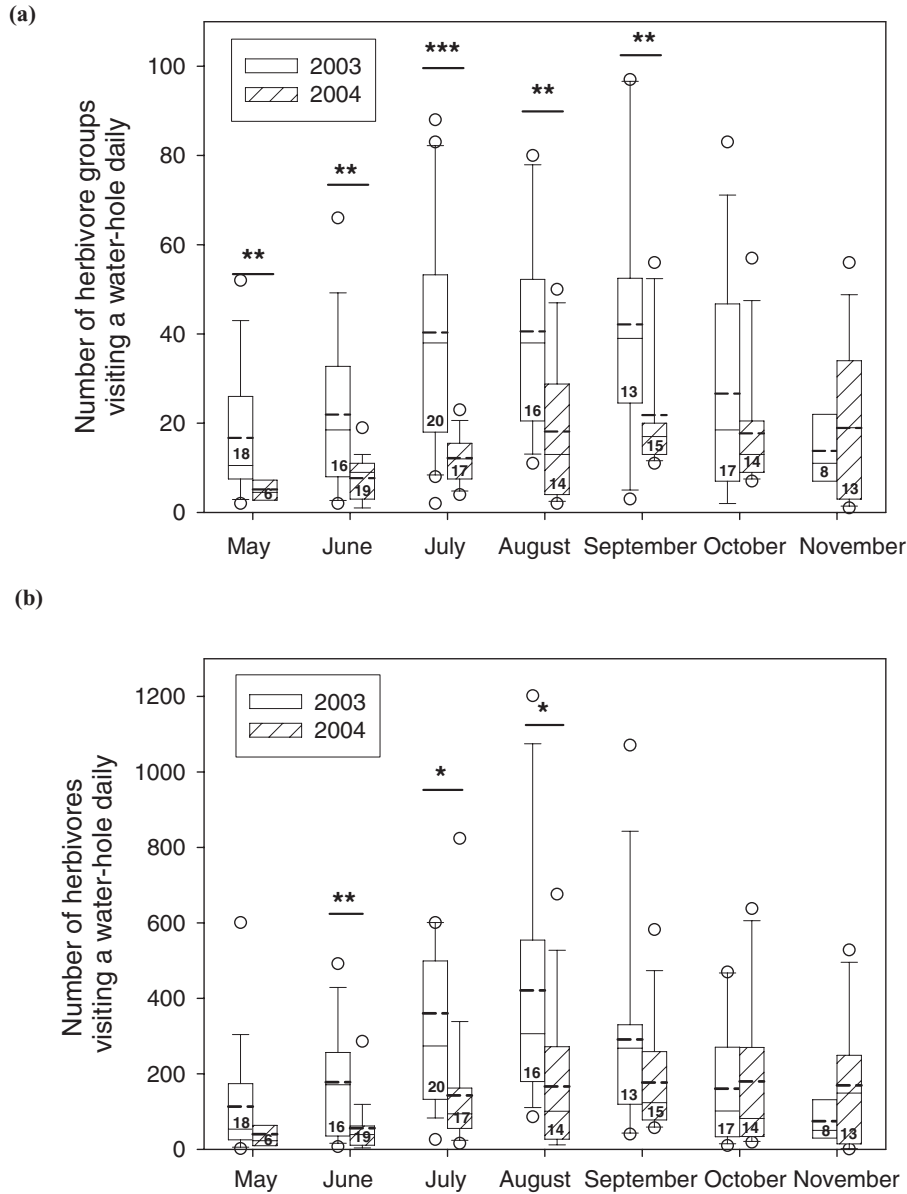 (a)
Number of herbivore groups
visiting a water-hole daily
100
80
60
40
20
0
2003
2004
** ** *** ** ** 
18 6 16 19 20 17 16 14 13 15 17 14 8 13
May June July August September October November
(b)
Number of herbivores
visiting a water-hole daily
1200
1000
800
600
400
200
0
2003
2004
** * *
18 6 16 19 20 17 16 14 13 15 17 14 8 13
May June July August September October November